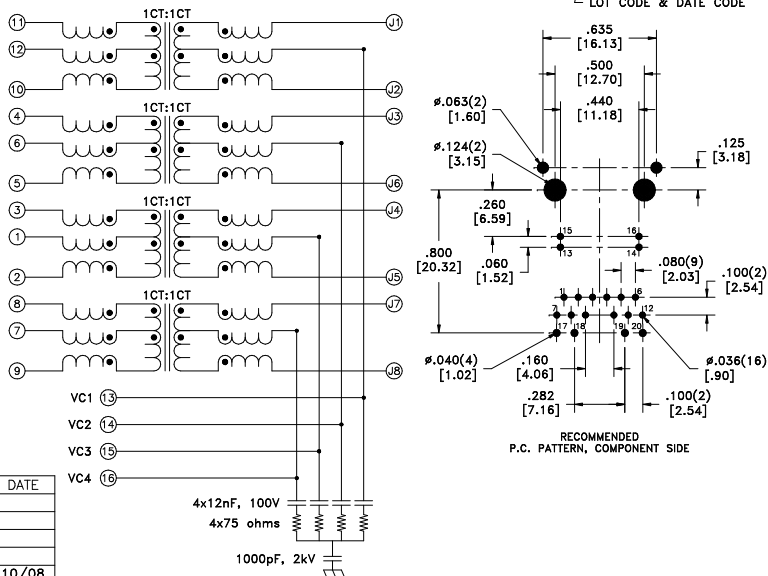 LOT CODE & DATE CODE
11
1CT:1CT
J1
12
10
J2
4
1CT:1CT
J3
6
5
J6
3
1CT:1CT
J4
1
2
J5
8
1CT:1CT
J7
7
9
J8
VC1 13
VC2 14
VC3 15
VC4 16
4x12nF, 100V
4x75 ohms
1000pF, 2kV
DATE
10/08
.635
[16.13]
.500
[12.70]
.440
[11.18]
ø.063(2)
[1.60]
ø.124(2)
[3.15]
.125
[3.18]
.260
[6.59]
.800
[20.32]
.060
[1.52]
15
16
13
14
.080(9)
[2.03]
.100(2)
[2.54]
1
6
7
12
17
18
19
20
ø.040(4)
[1.02]
.160
[4.06]
ø.036(16)
[.90]
.282
[7.16]
.100(2)
[2.54]
RECOMMENDED
P.C. PATTERN, COMPONENT SIDE